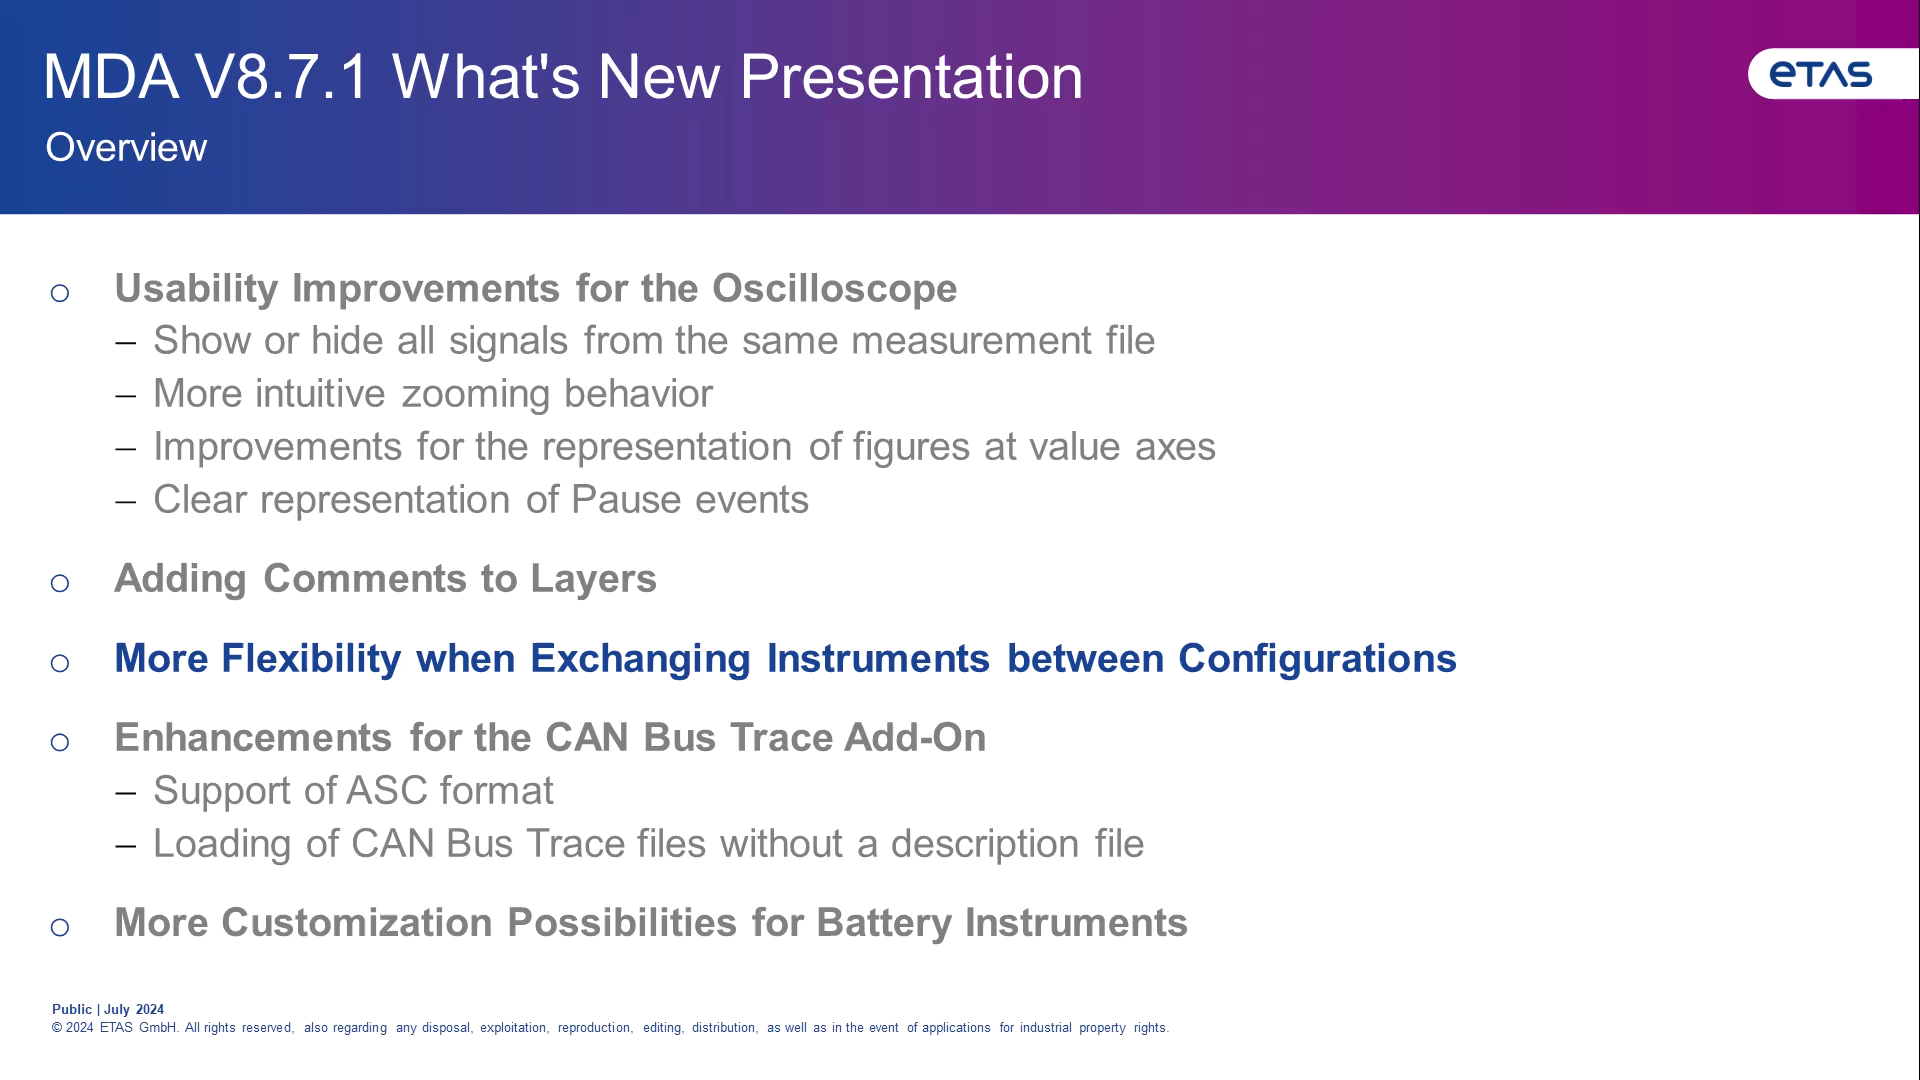 MDA V8.7.1 What's New Presentation
eTAS
Overview
Usability Improvements for the Oscilloscope
– Show or hide all signals from the same measurement file
– More intuitive zooming behavior
– Improvements for the representation of figures at value axes
– Clear representation of Pause events
Adding Comments to Layers
More Flexibility when Exchanging Instruments between Configurations
Enhancements for the CAN Bus Trace Add-On
– Support of ASC format
– Loading of CAN Bus Trace files without a description file
More Customization Possibilities for Battery Instruments
Public | July 2024
© 2024 ETAS GmbH. All rights reserved, also regarding any disposal, exploitation, reproduction, editing, distribution, as well as in the event of applications for industrial property rights.